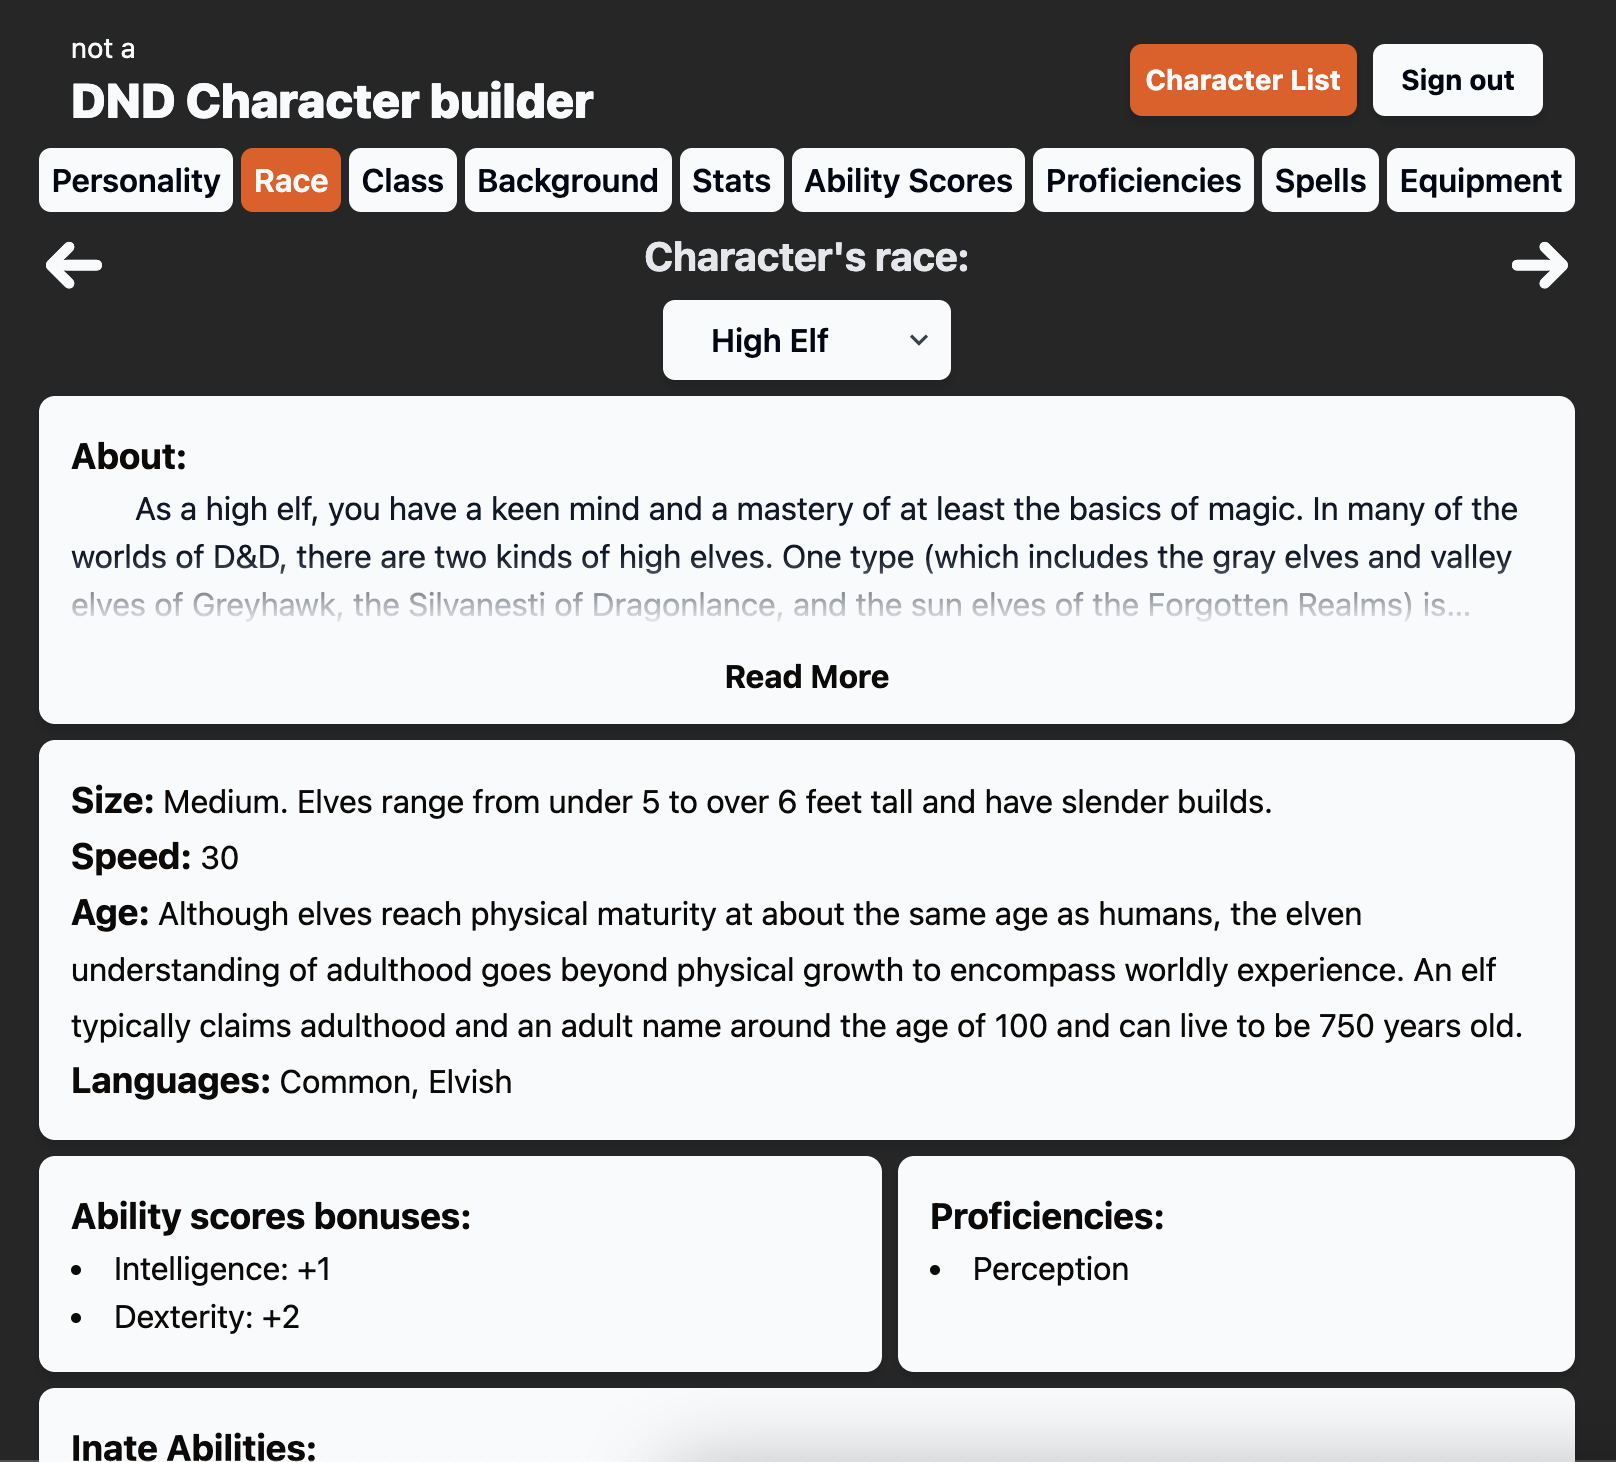 not a
DND Character builder
Character List
Sign out
Personality
Race
Class
Background
Stats
Ability Scores
Proficiencies
Spells
Equipment
Character's race:
High Elf
About:
As a high elf, you have a keen mind and a mastery of at least the basics of magic. In many of the
worlds of D&D, there are two kinds of high elves. One type (which includes the gray elves and valley
elves of Greyhawk, the Silvanesti of Dragonlance, and the sun elves of the Forgotten Realms) is...
Read More
Size: Medium. Elves range from under 5 to over 6 feet tall and have slender builds.
Speed: 30
Age: Although elves reach physical maturity at about the same age as humans, the elven
understanding of adulthood goes beyond physical growth to encompass worldly experience. An elf
typically claims adulthood and an adult name around the age of 100 and can live to be 750 years old.
Languages: Common, Elvish
Ability scores bonuses:
• Intelligence: +1
• Dexterity: +2
Proficiencies:
• Perception
Inate Abilities: